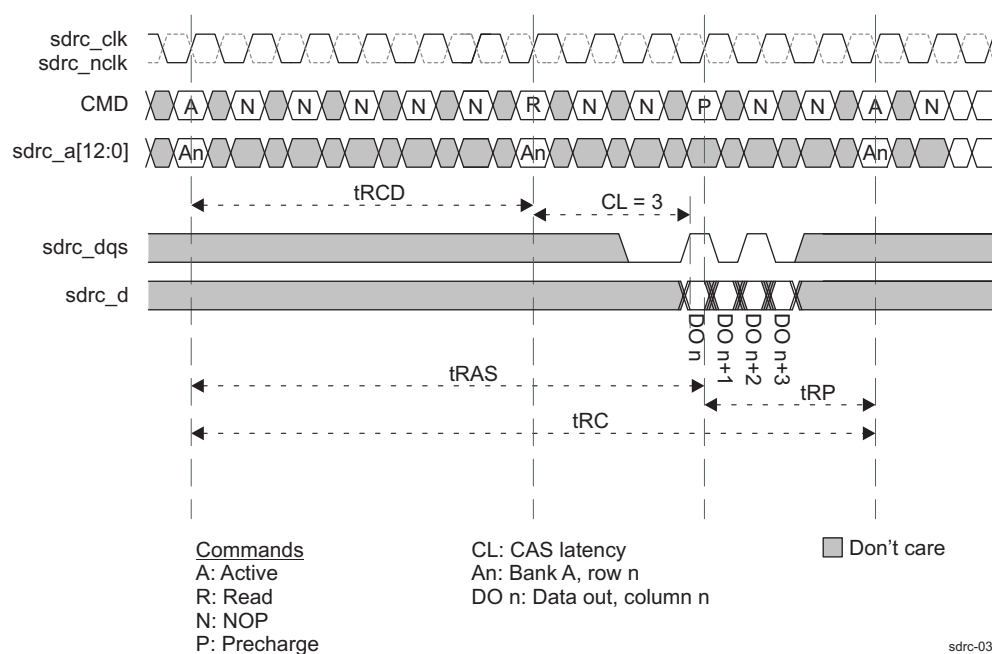 sdrc_clk
sdrc_nclk
CMD A N N N N N R N N P N N A N
sdrc_a[12:0] An An An
tRCD CL = 3
sdrc_dqs
sdrc_d
DO n DO n+1 DO n+2 DO n+3
tRAS tRP
tRC
Commands
A: Active
R: Read
N: NOP
P: Precharge
CL: CAS latency
An: Bank A, row n
DO n: Data out, column n
Don't care
sdrc-03